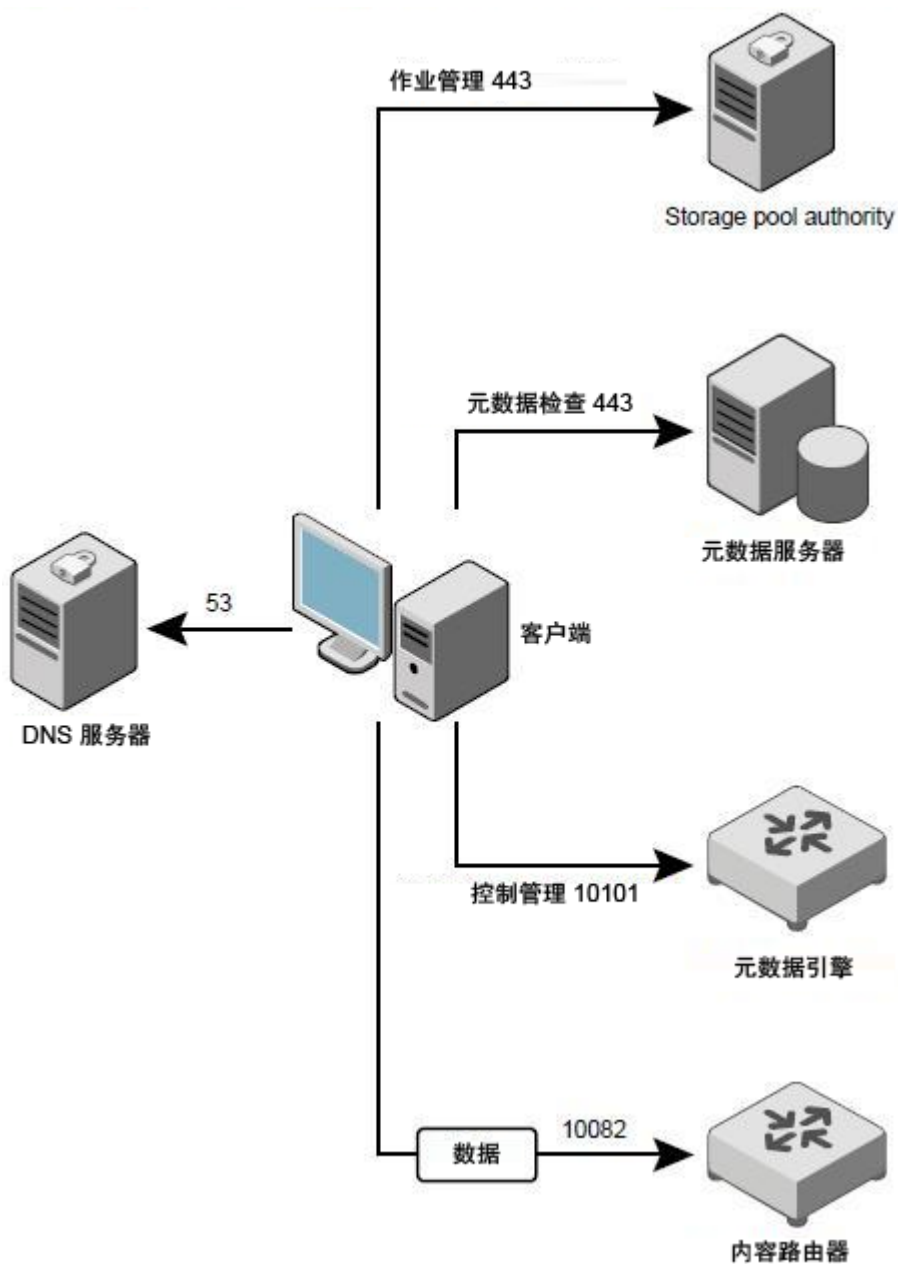 作业管理 443
Storage pool authority
元数据检查 443
元数据服务器
53
客户端
DNS 服务器
控制管理 10101
元数据引擎
数据
10082
内容路由器